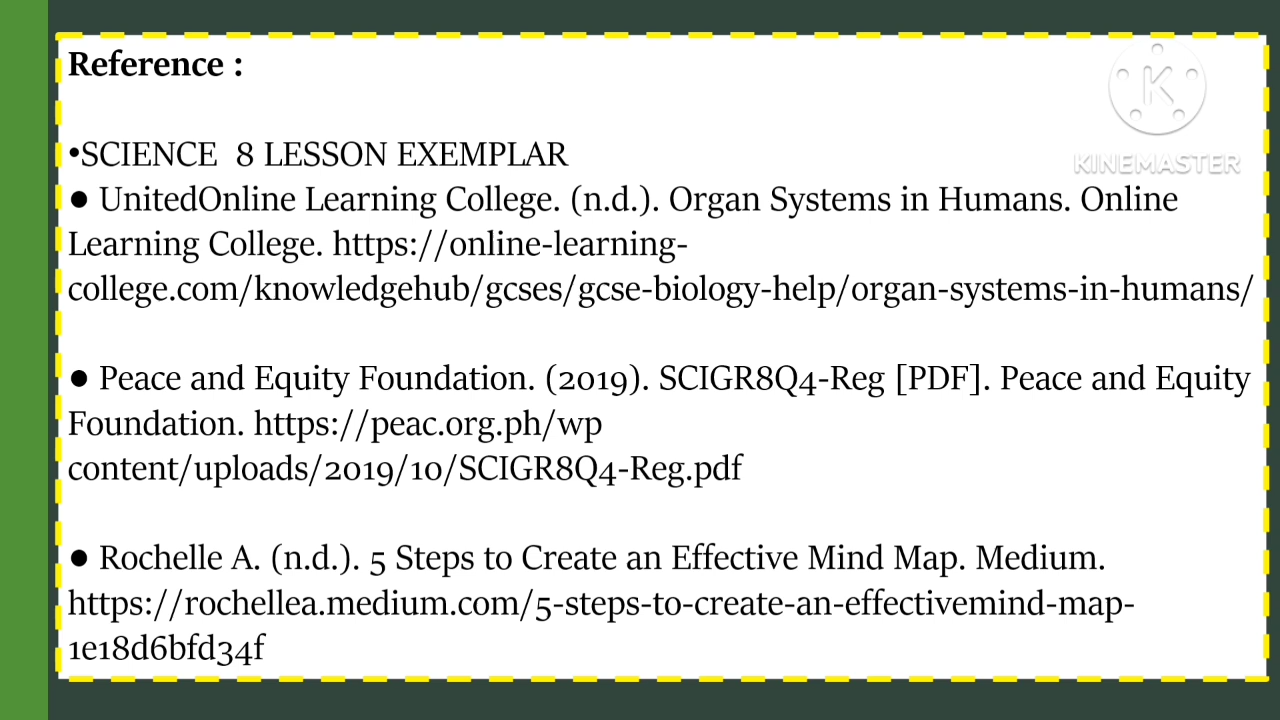 Reference :
•SCIENCE  8 LESSON EXEMPLAR
● UnitedOnline Learning College. (n.d.). Organ Systems in Humans. Online
Learning College. https://online-learning-
college.com/knowledgehub/gcses/gcse-biology-help/organ-systems-in-humans/
● Peace and Equity Foundation. (2019). SCIGR8Q4-Reg [PDF]. Peace and Equity
Foundation. https://peac.org.ph/wp
content/uploads/2019/10/SCIGR8Q4-Reg.pdf
● Rochelle A. (n.d.). 5 Steps to Create an Effective Mind Map. Medium.
https://rochellea.medium.com/5-steps-to-create-an-effectivemind-map-
1e18d6bfd34f
K
KINEMASTER